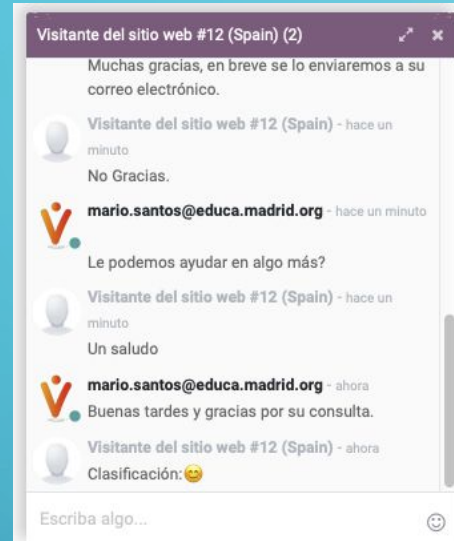 Visitante del sitio web #12 (Spain) (2)
Muchas gracias, en breve se lo enviaremos a su
correo electrónico.
Visitante del sitio web #12 (Spain) - hace un
minuto
No Gracias.
mario.santos@educa.madrid.org - hace un minuto
Le podemos ayudar en algo más?
Visitante del sitio web #12 (Spain) - hace un
minuto
Un saludo
mario.santos@educa.madrid.org - ahora
Buenas tardes y gracias por su consulta.
Visitante del sitio web #12 (Spain) - ahora
Clasificación:😊
Escriba algo...